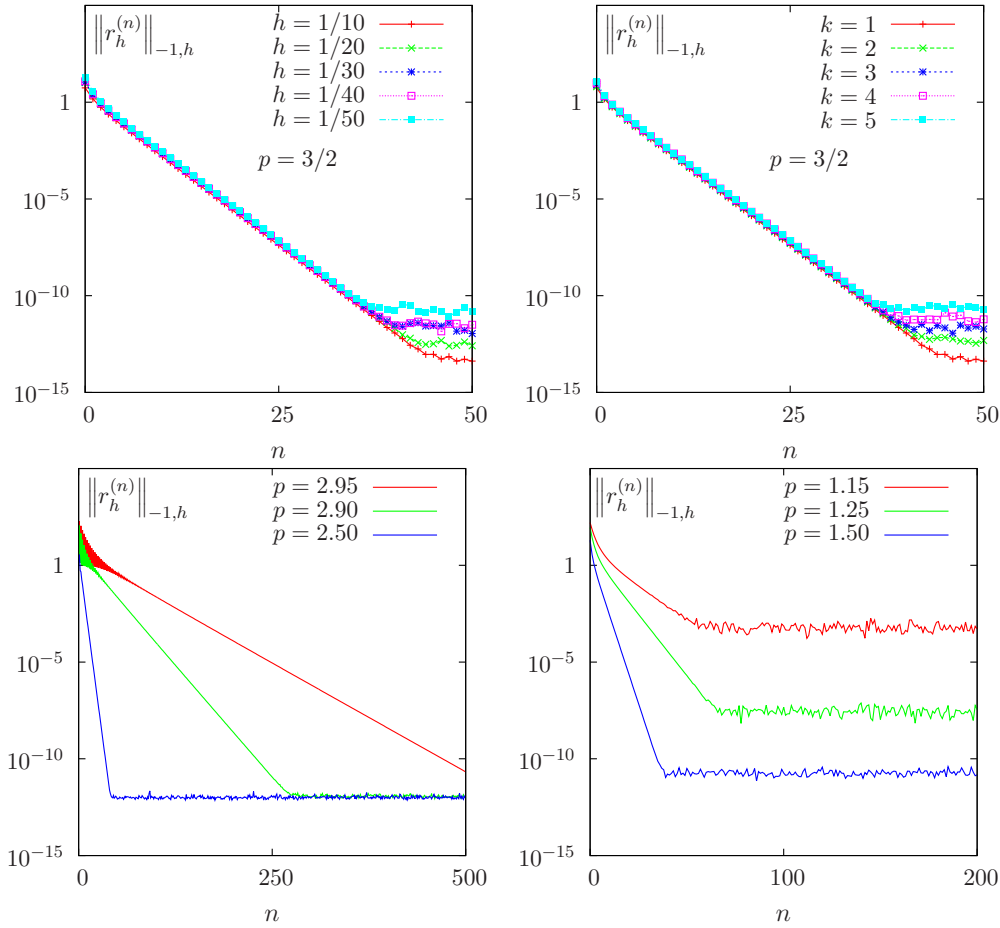 ‖r_h^{(n)}‖_{−1,h}
h = 1/10
h = 1/20
h = 1/30
h = 1/40
h = 1/50
p = 3/2
1
10^{−5}
10^{−10}
10^{−15}
0 25 50
n
‖r_h^{(n)}‖_{−1,h}
k = 1
k = 2
k = 3
k = 4
k = 5
p = 3/2
1
10^{−5}
10^{−10}
10^{−15}
0 25 50
n
‖r_h^{(n)}‖_{−1,h}
p = 2.95
p = 2.90
p = 2.50
1
10^{−5}
10^{−10}
10^{−15}
0 250 500
n
‖r_h^{(n)}‖_{−1,h}
p = 1.15
p = 1.25
p = 1.50
1
10^{−5}
10^{−10}
10^{−15}
0 100 200
n